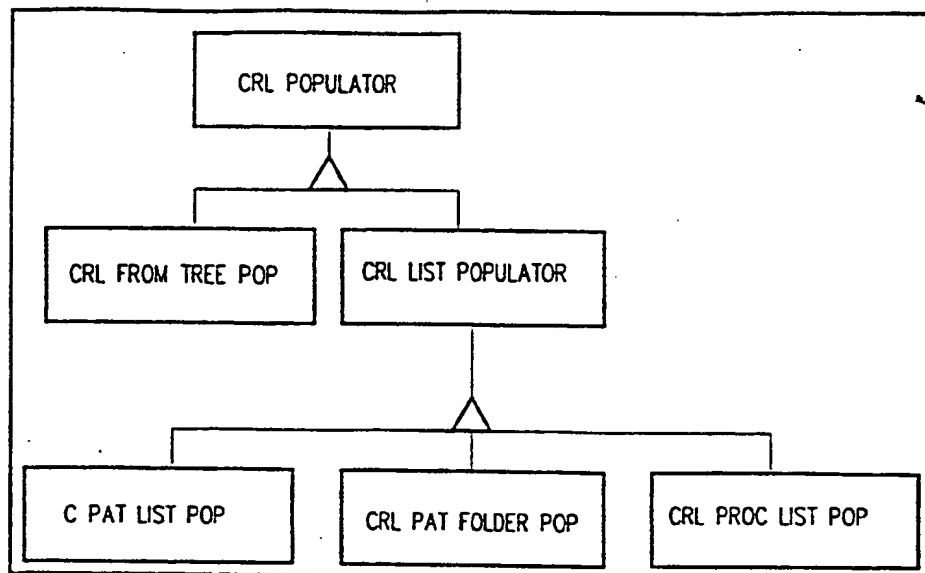 CRL POPULATOR
CRL FROM TREE POP
CRL LIST POPULATOR
C PAT LIST POP
CRL PAT FOLDER POP
CRL PROC LIST POP